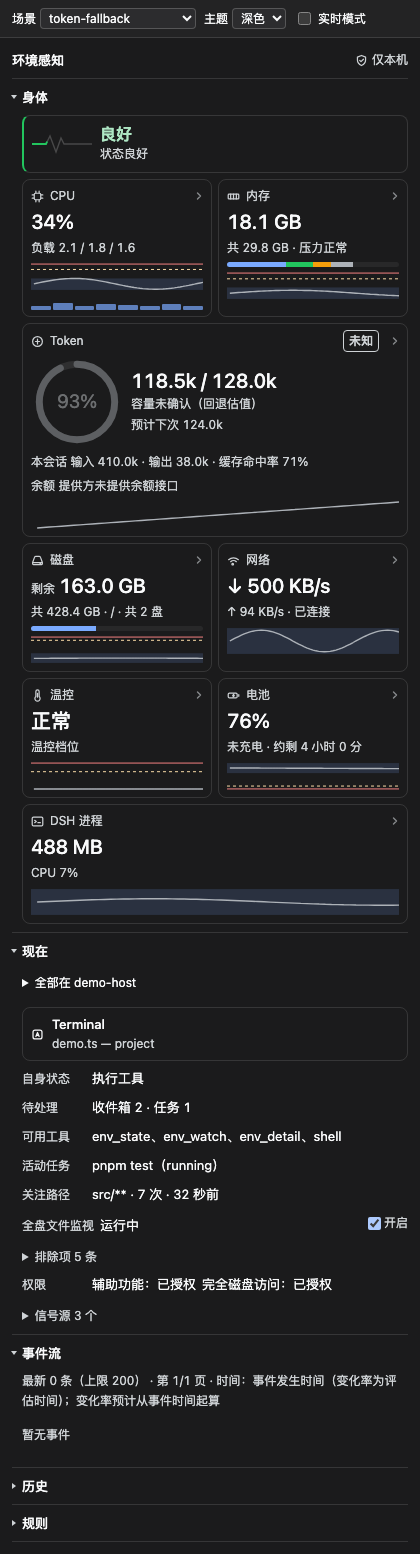 场景 token-fallback 主题 深色 实时模式
环境感知 仅本机
身体
良好
状态良好
CPU
34%
负载 2.1 / 1.8 / 1.6
内存
18.1 GB
共 29.8 GB · 压力正常
Token 未知
93%
118.5k / 128.0k
容量未确认（回退估值）
预计下次 124.0k
本会话 输入 410.0k · 输出 38.0k · 缓存命中率 71%
余额 提供方未提供余额接口
磁盘
剩余 163.0 GB
共 428.4 GB · / · 共 2 盘
网络
↓ 500 KB/s
↑ 94 KB/s · 已连接
温控
正常
温控档位
电池
76%
未充电 · 约剩 4 小时 0 分
DSH 进程
488 MB
CPU 7%
现在
全部在 demo-host
Terminal
demo.ts — project
自身状态 执行工具
待处理 收件箱 2 · 任务 1
可用工具 env_state、env_watch、env_detail、shell
活动任务 pnpm test（running）
关注路径 src/** · 7 次 · 32 秒前
全盘文件监视 运行中 开启
排除项 5 条
权限 辅助功能：已授权 完全磁盘访问：已授权
信号源 3 个
事件流
最新 0 条（上限 200） · 第 1/1 页 · 时间：事件发生时间（变化率为评
估时间）；变化率预计从事件时间起算
暂无事件
历史
规则